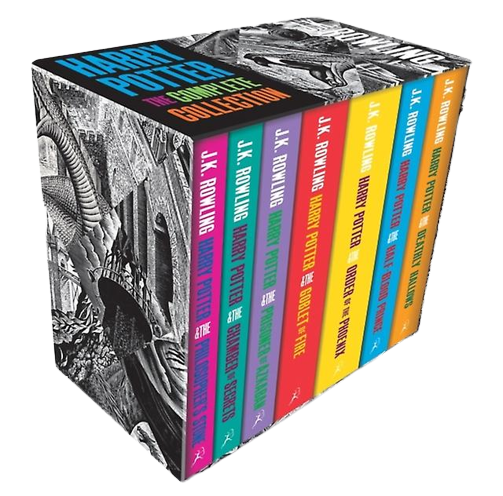 HARRY
POTTER
THE COMPLETE
COLLECTION
ROWLING
J.K. ROWLING HARRY POTTER & THE PHILOSOPHER'S STONE
J.K. ROWLING HARRY POTTER & THE CHAMBER OF SECRETS
J.K. ROWLING HARRY POTTER & THE PRISONER OF AZKABAN
J.K. ROWLING HARRY POTTER & THE GOBLET OF FIRE.
J.K. ROWLING HARRY POTTER & THE ORDER OF THE PHOENIX.
J.K. ROWLING HARRY POTTER & THE HALF-BLOOD PRINCE.
J.K. ROWLING HARRY POTTER & THE DEATHLY HALLOWS.